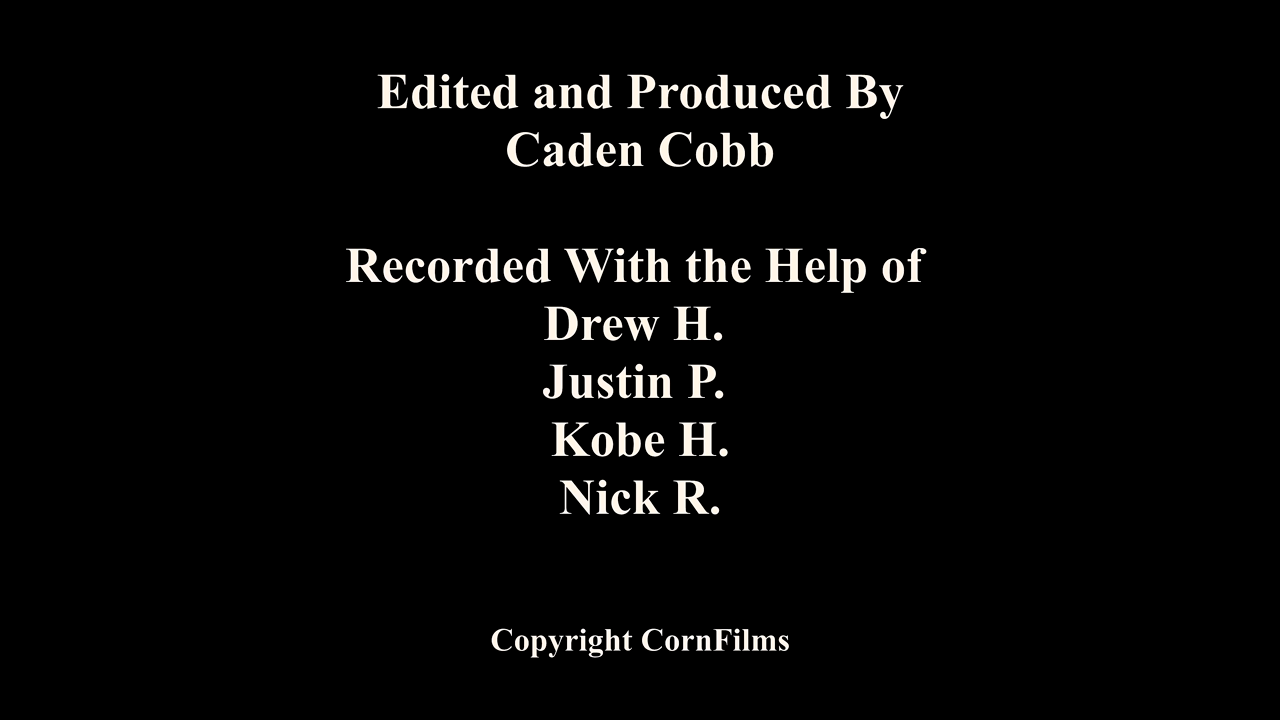 Edited and Produced By
Caden Cobb
Recorded With the Help of
Drew H.
Justin P.
Kobe H.
Nick R.
Copyright CornFilms